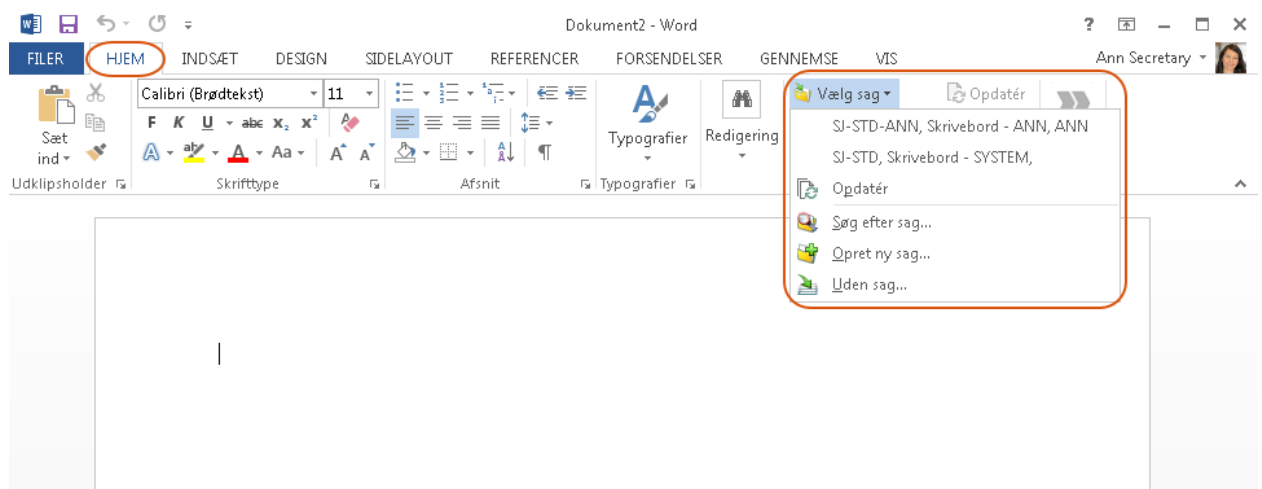 Dokument2 - Word
FILER HJEM INDSÆT DESIGN SIDELAYOUT REFERENCER FORSENDELSER GENNEMSE VIS Ann Secretary
Sæt ind
Calibri (Brødtekst) 11
F K U abc x₂ x²
A aby A Aa A A
Typografier
Redigering
Udklipsholder Skrifttype Afsnit Typografier
Vælg sag Opdatér
SJ-STD-ANN, Skrivebord - ANN, ANN
SJ-STD, Skrivebord - SYSTEM,
Opdatér
Søg efter sag...
Opret ny sag...
Uden sag...